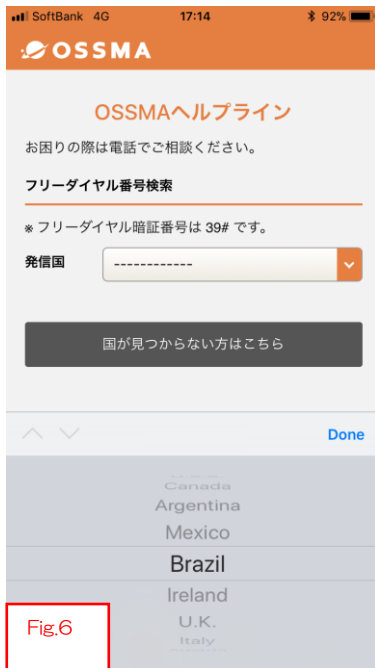 SoftBank 4G 17:14 92%
OSSMA
OSSMAヘルプライン
お困りの際は電話でご相談ください。
フリーダイヤル番号検索
※フリーダイヤル暗証番号は 39# です。
発信国 ------------
国が見つからない方はこちら
Done
Canada
Argentina
Mexico
Brazil
Ireland
U.K.
Italy
Fig.6